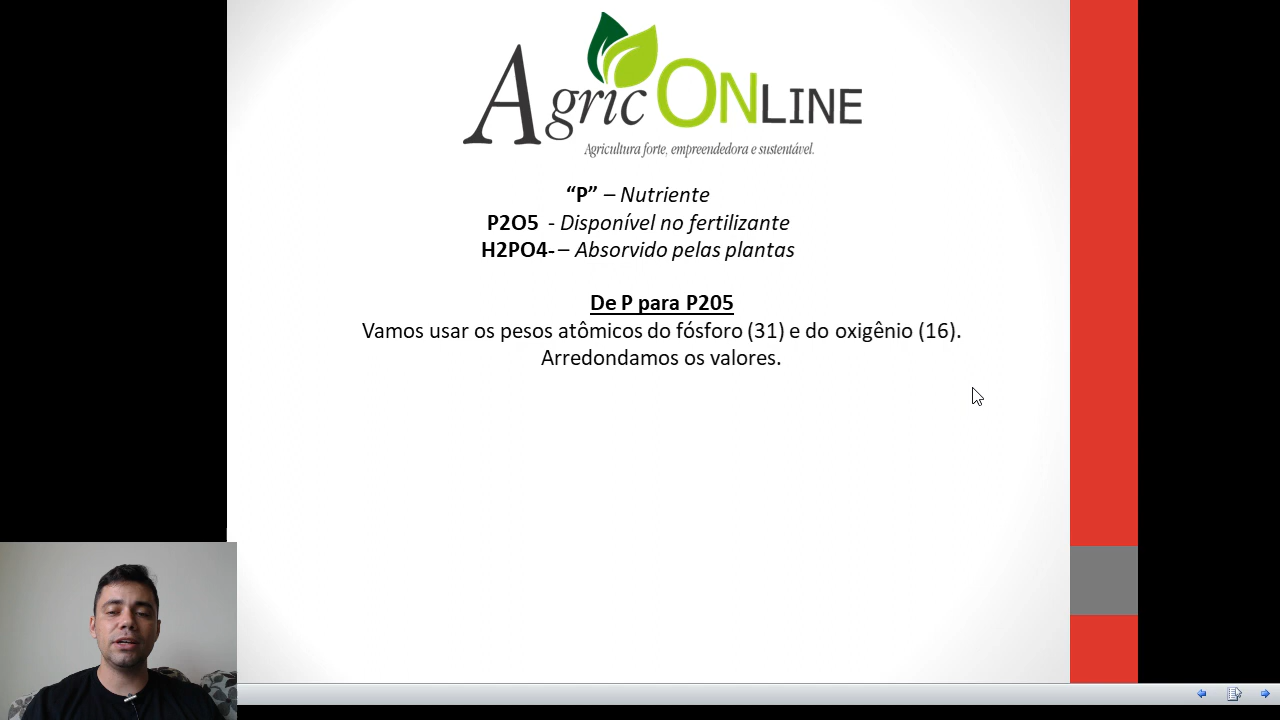 Agric ONLINE
Agricultura forte, empreendedora e sustentável.
“P” – Nutriente
P2O5 - Disponível no fertilizante
H2PO4- – Absorvido pelas plantas
De P para P2O5
Vamos usar os pesos atômicos do fósforo (31) e do oxigênio (16).
Arredondamos os valores.